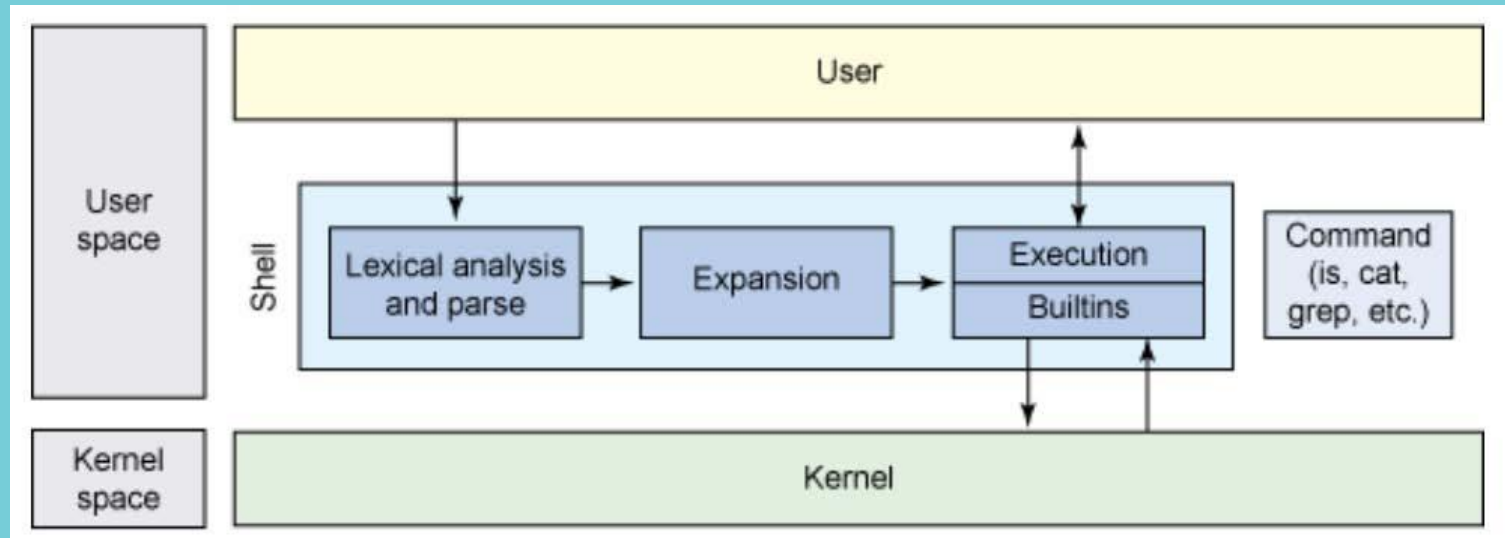 User
User
space
Shell
Lexical analysis
and parse
Expansion
Execution
Builtins
Command
(is, cat,
grep, etc.)
Kernel
space
Kernel